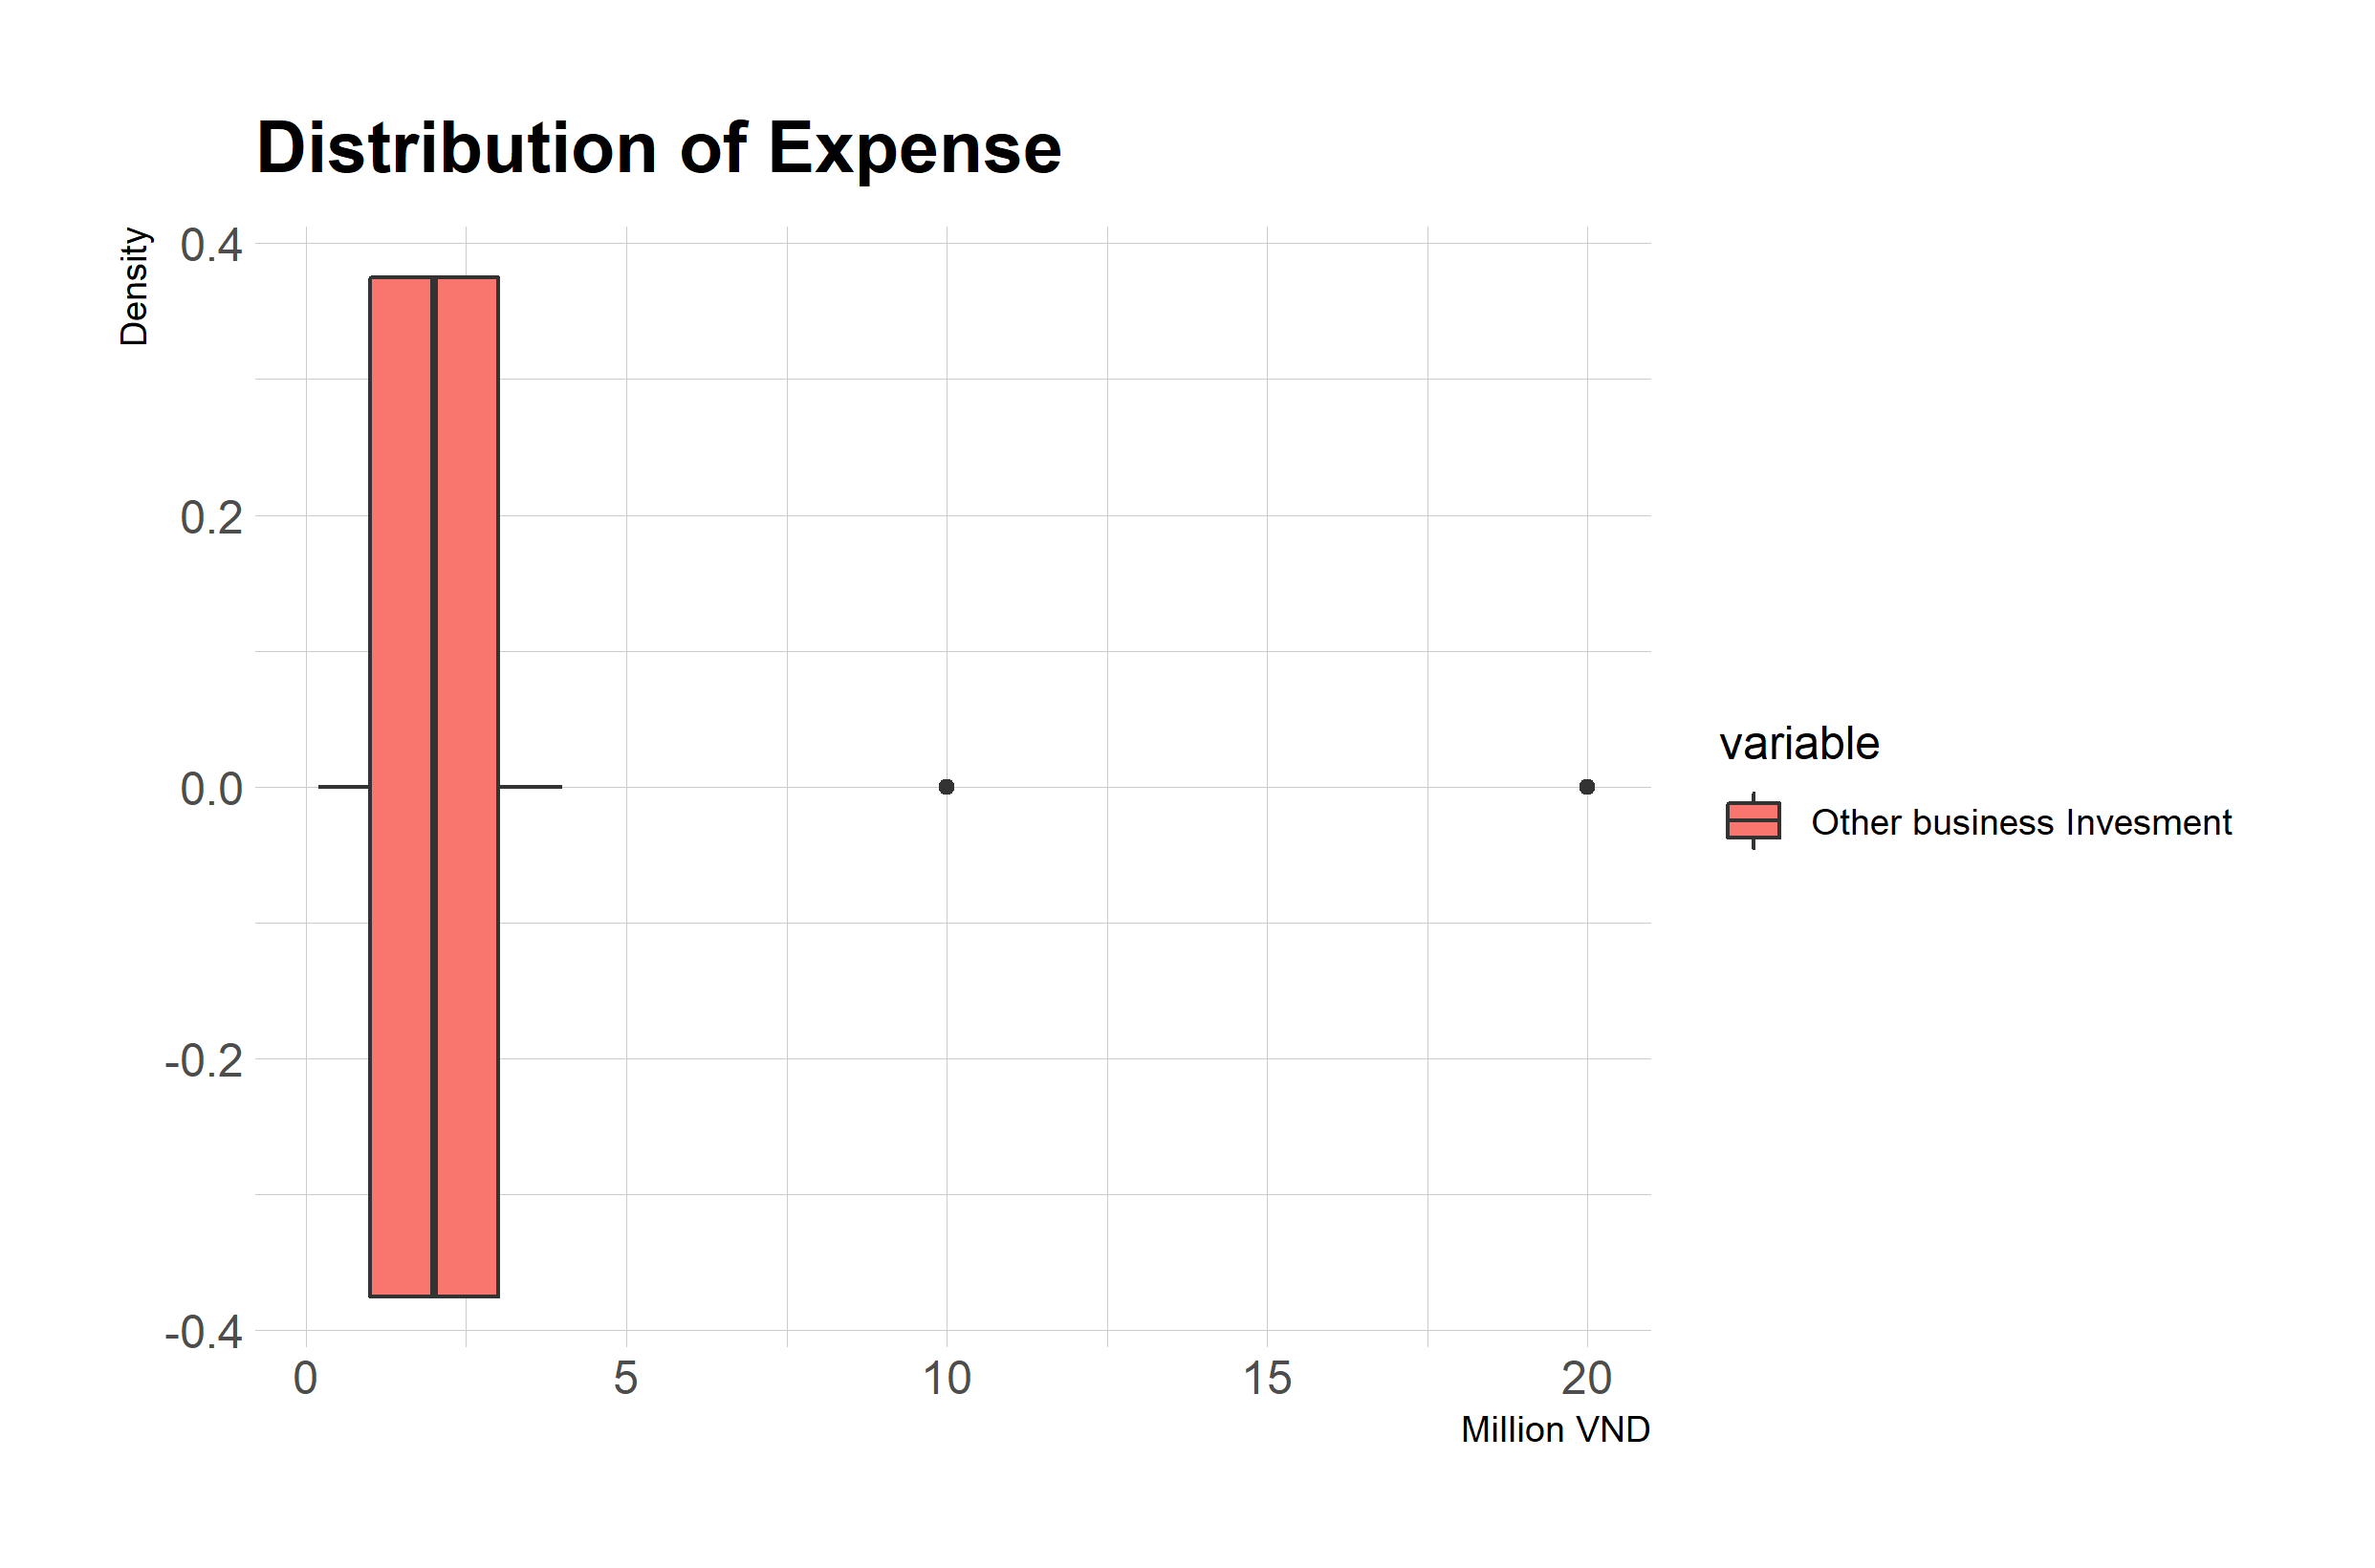 Distribution of Expense
Density
0.4
0.2
0.0
-0.2
-0.4
0 5 10 15 20
Million VND
variable
Other business Invesment